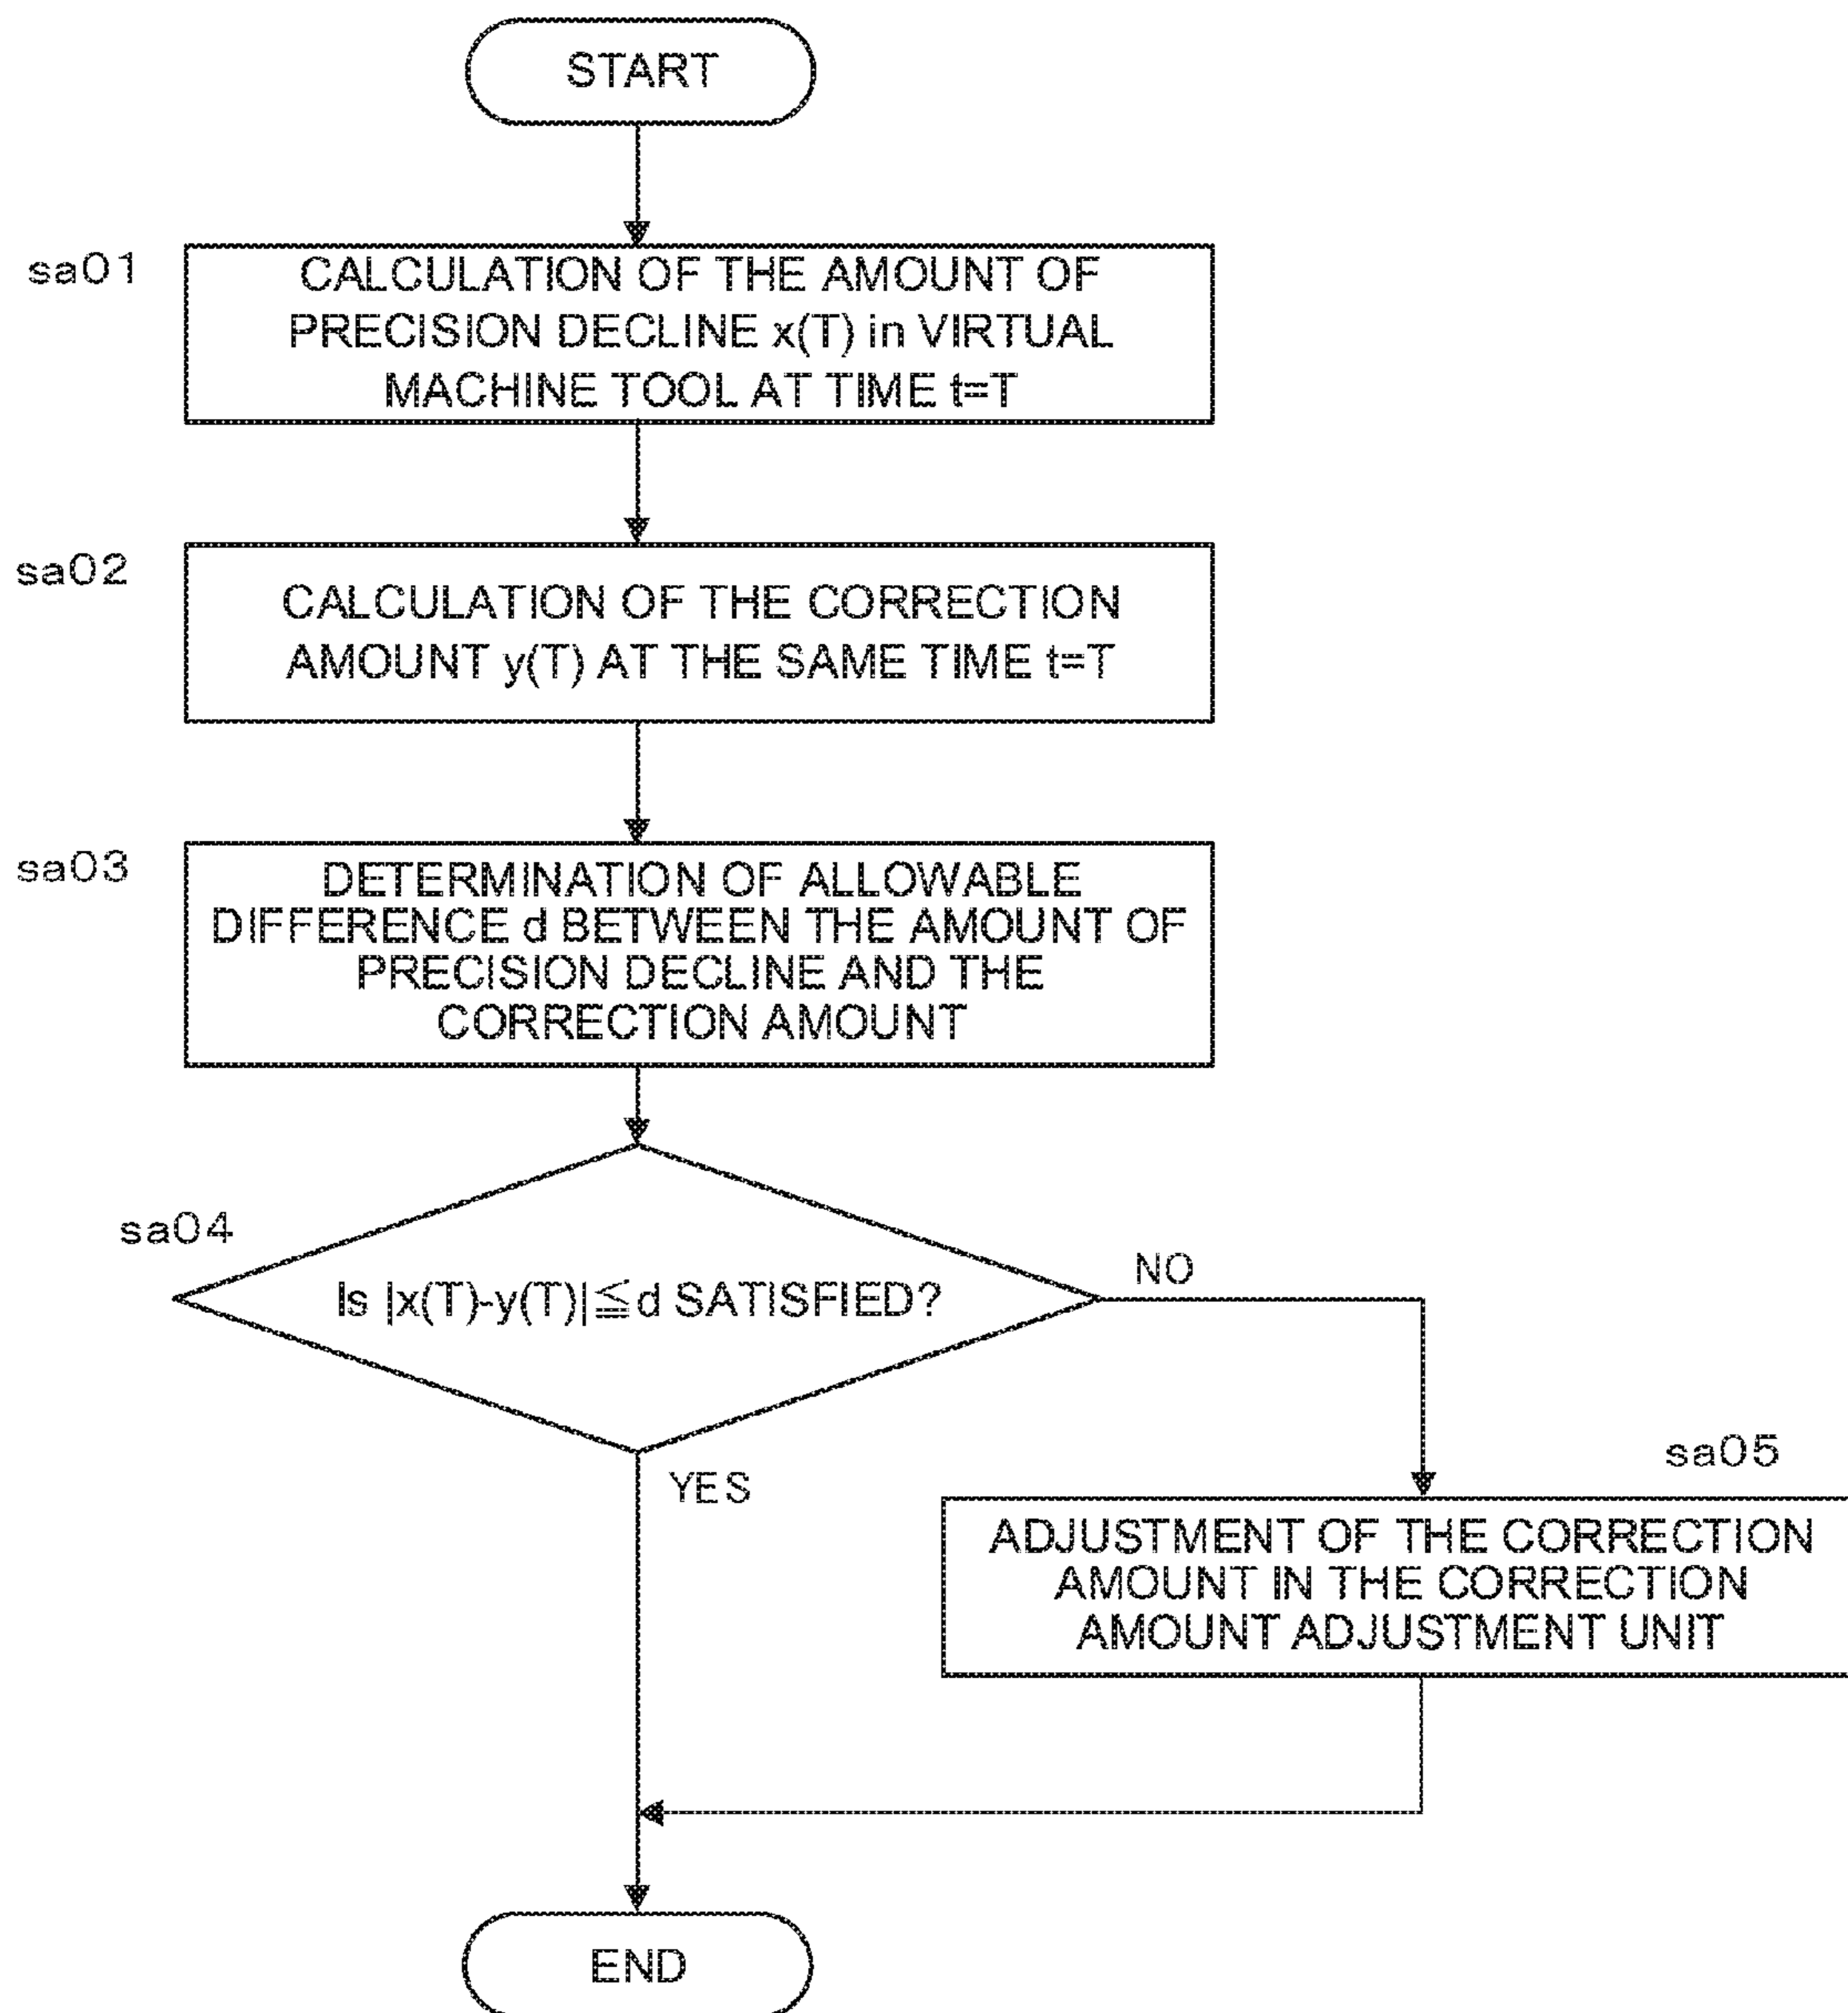 START
sa01
CALCULATION OF THE AMOUNT OF
PRECISION DECLINE x(T) in VIRTUAL
MACHINE TOOL AT TIME t=T
sa02
CALCULATION OF THE CORRECTION
AMOUNT y(T) AT THE SAME TIME t=T
sa03
DETERMINATION OF ALLOWABLE
DIFFERENCE d BETWEEN THE AMOUNT OF
PRECISION DECLINE AND THE
CORRECTION AMOUNT
sa04
Is |x(T)-y(T)|≦d SATISFIED?
NO
YES
sa05
ADJUSTMENT OF THE CORRECTION
AMOUNT IN THE CORRECTION
AMOUNT ADJUSTMENT UNIT
END